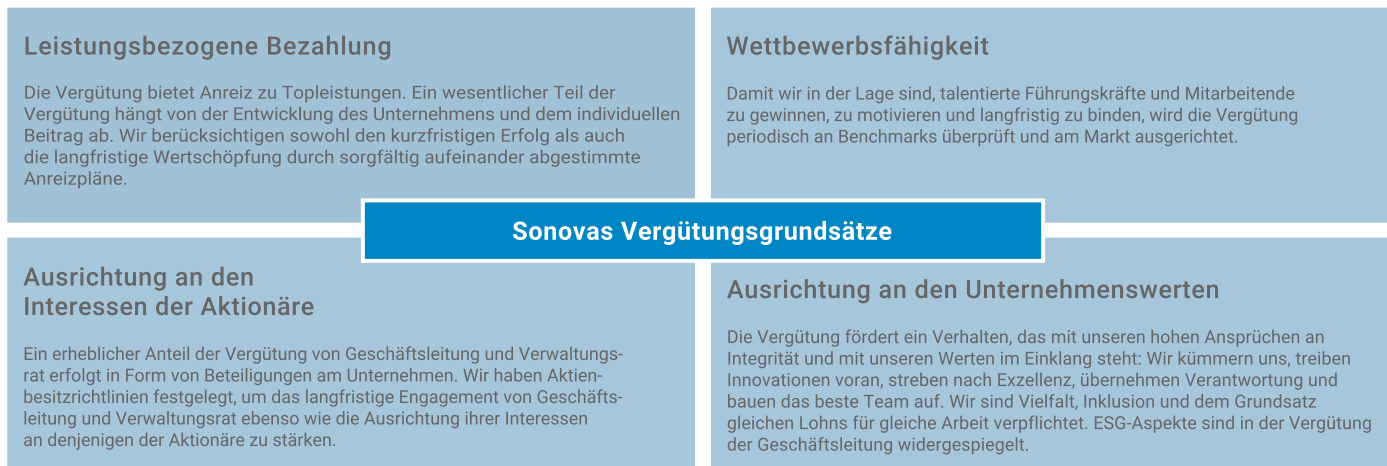 Leistungsbezogene Bezahlung
Die Vergütung bietet Anreiz zu Topleistungen. Ein wesentlicher Teil der
Vergütung hängt von der Entwicklung des Unternehmens und dem individuellen
Beitrag ab. Wir berücksichtigen sowohl den kurzfristigen Erfolg als auch
die langfristige Wertschöpfung durch sorgfältig aufeinander abgestimmte
Anreizpläne.
Wettbewerbsfähigkeit
Damit wir in der Lage sind, talentierte Führungskräfte und Mitarbeitende
zu gewinnen, zu motivieren und langfristig zu binden, wird die Vergütung
periodisch an Benchmarks überprüft und am Markt ausgerichtet.
Sonovas Vergütungsgrundsätze
Ausrichtung an den
Interessen der Aktionäre
Ein erheblicher Anteil der Vergütung von Geschäftsleitung und Verwaltungs-
rat erfolgt in Form von Beteiligungen am Unternehmen. Wir haben Aktien-
besitzrichtlinien festgelegt, um das langfristige Engagement von Geschäfts-
leitung und Verwaltungsrat ebenso wie die Ausrichtung ihrer Interessen
an denjenigen der Aktionäre zu stärken.
Ausrichtung an den Unternehmenswerten
Die Vergütung fördert ein Verhalten, das mit unseren hohen Ansprüchen an
Integrität und mit unseren Werten im Einklang steht: Wir kümmern uns, treiben
Innovationen voran, streben nach Exzellenz, übernehmen Verantwortung und
bauen das beste Team auf. Wir sind Vielfalt, Inklusion und dem Grundsatz
gleichen Lohns für gleiche Arbeit verpflichtet. ESG-Aspekte sind in der Vergütung
der Geschäftsleitung widergespiegelt.